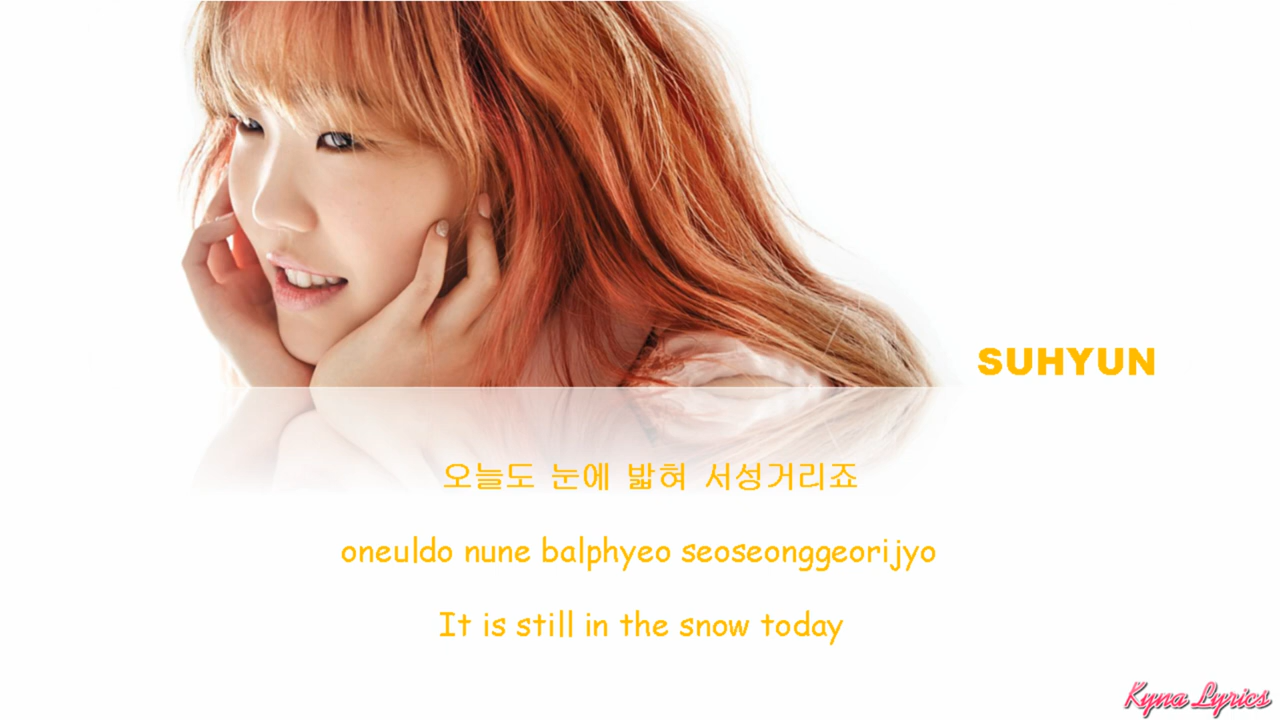 SUHYUN
오늘도 눈에 밟혀 서성거리죠
oneuldo nune balphyeo seoseonggeorijyo
It is still in the snow today
Kyna Lyrics